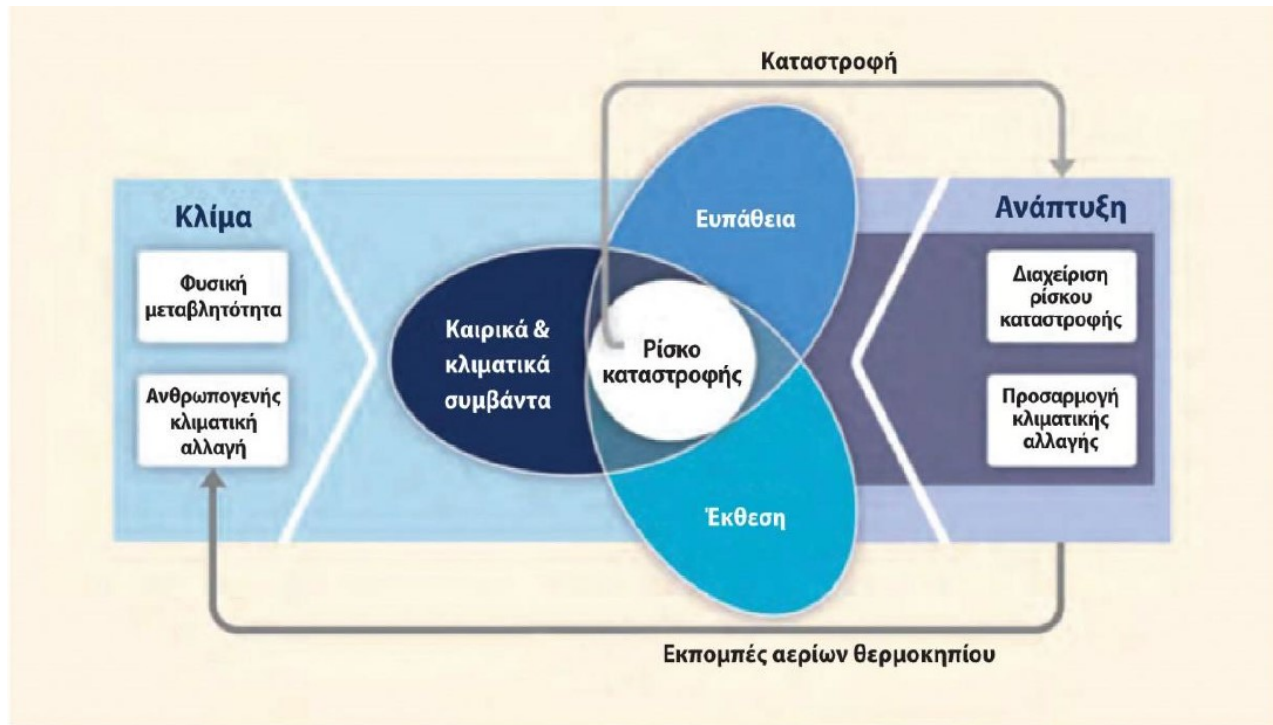 Καταστροφή
Κλίμα
Φυσική
μεταβλητότητα
Ανθρωπογενής
κλιματική
αλλαγή
Καιρικά &
κλιματικά
συμβάντα
Ευπάθεια
Ρίσκο
καταστροφής
Έκθεση
Ανάπτυξη
Διαχείριση
ρίσκου
καταστροφής
Προσαρμογή
κλιματικής
αλλαγής
Εκπομπές αερίων θερμοκηπίου